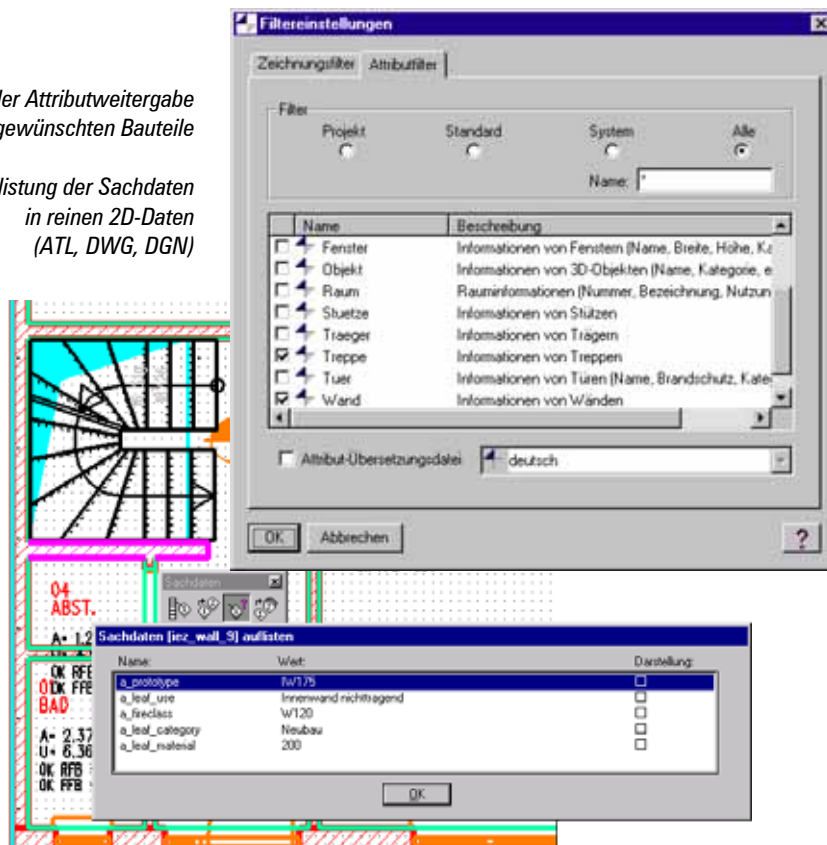 der Attributweitergabe
gewünschten Bauteile
listung der Sachdaten
in reinen 2D-Daten
(ATL, DWG, DGN)
Filtereinstellungen
Zeichnungsfilter Attributfilter
Filter
Projekt Standard System Alle
Name: *
Name Beschreibung
Fenster Informationen von Fenstern (Name, Breite, Höhe, Ka
Objekt Informationen von 3D-Objekten (Name, Kategorie, e
Raum Rauminformationen (Nummer, Bezeichnung, Nutzun
Stuetze Informationen von Stützen
Traeger Informationen von Trägern
Treppe Informationen von Treppen
Tuer Informationen von Türen (Name, Brandschutz, Kate
Wand Informationen von Wänden
Attribut-Übersetzungsdatei deutsch
OK Abbrechen ?
04
ABST.
A= 1.2
OK RFB
OK FFB
BAD
A= 2.37
U= 6.36
OK RFB
OK FFB
Sachdaten
Sachdaten [iez_wall_9] auflisten
Name: Wert: Darstellung:
a_prototype IW175
a_leaf_use Innenwand nichttragend
a_fireclass W120
a_leaf_category Neubau
a_leaf_material 200
OK